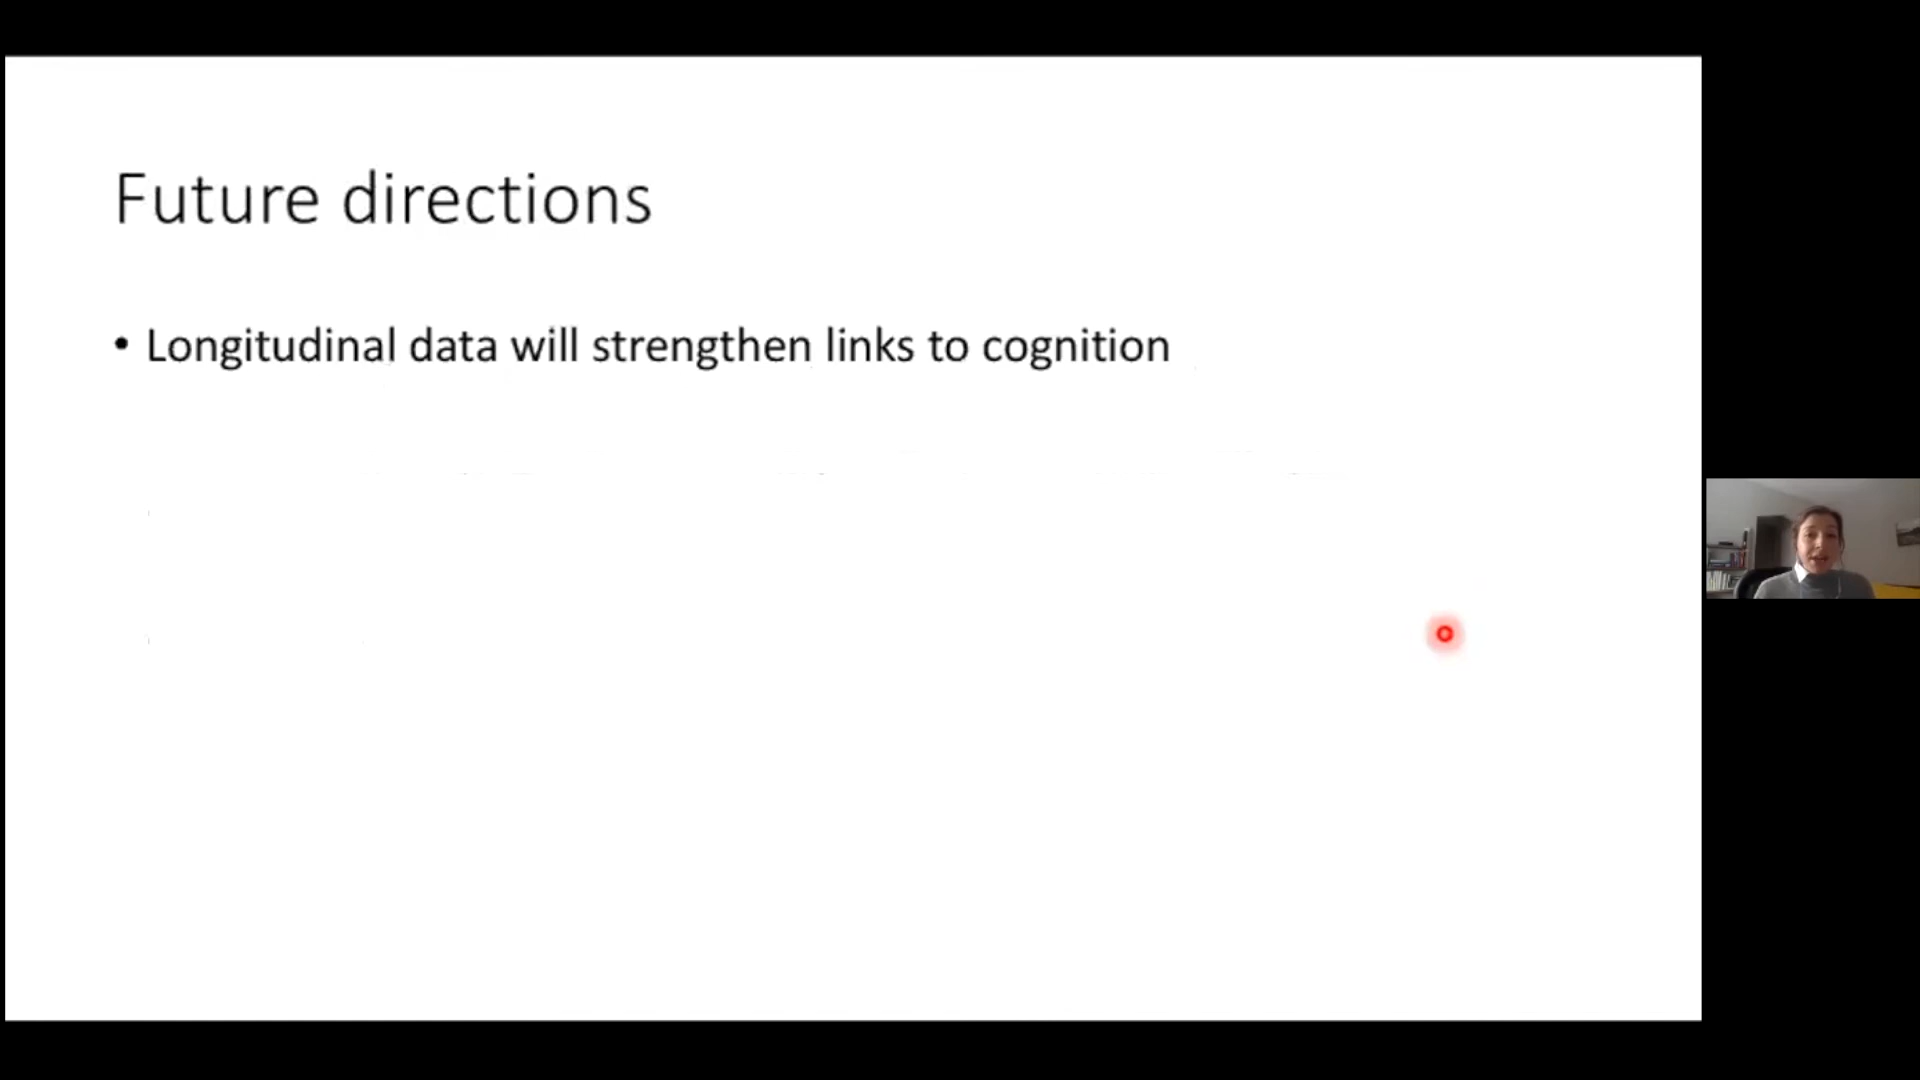 Future directions
• Longitudinal data will strengthen links to cognition